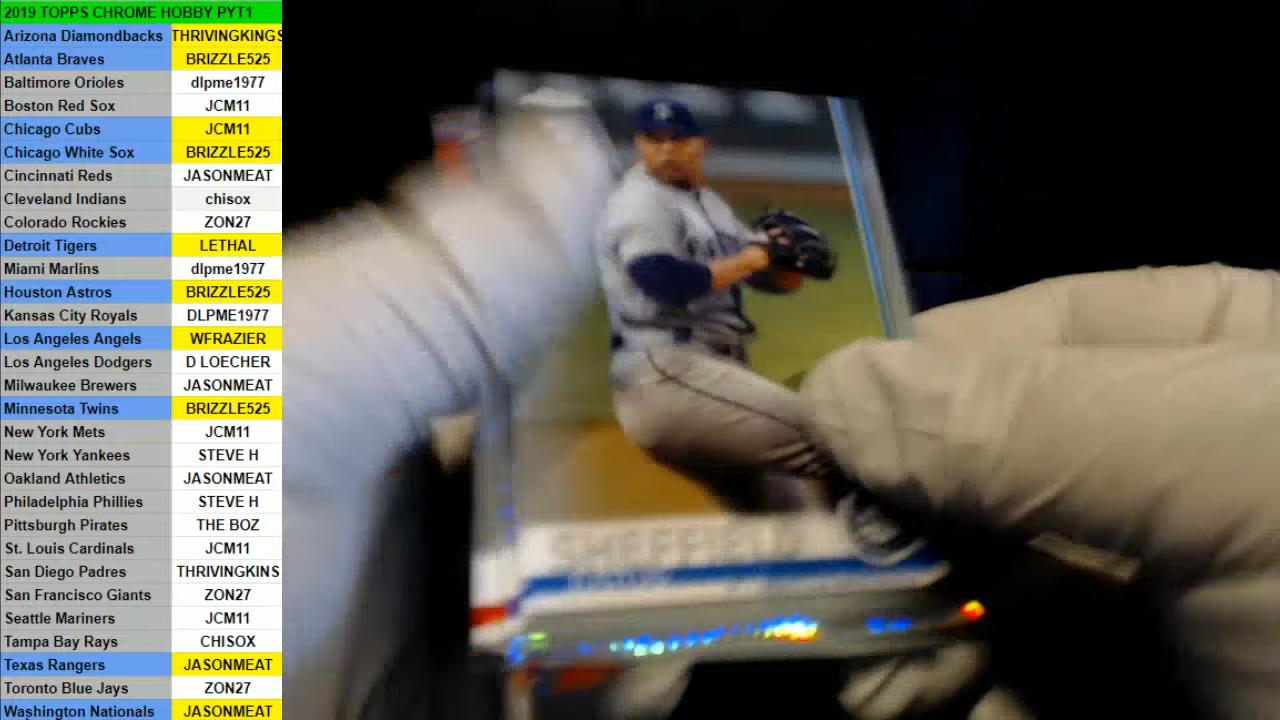 2019 TOPPS CHROME HOBBY PYT1
Arizona Diamondbacks THRIVINGKINGS
Atlanta Braves BRIZZLE525
Baltimore Orioles dlpme1977
Boston Red Sox JCM11
Chicago Cubs JCM11
Chicago White Sox BRIZZLE525
Cincinnati Reds JASONMEAT
Cleveland Indians chisox
Colorado Rockies ZON27
Detroit Tigers LETHAL
Miami Marlins dlpme1977
Houston Astros BRIZZLE525
Kansas City Royals DLPME1977
Los Angeles Angels WFRAZIER
Los Angeles Dodgers D LOECHER
Milwaukee Brewers JASONMEAT
Minnesota Twins BRIZZLE525
New York Mets JCM11
New York Yankees STEVE H
Oakland Athletics JASONMEAT
Philadelphia Phillies STEVE H
Pittsburgh Pirates THE BOZ
St. Louis Cardinals JCM11
San Diego Padres THRIVINGKINS
San Francisco Giants ZON27
Seattle Mariners JCM11
Tampa Bay Rays CHISOX
Texas Rangers JASONMEAT
Toronto Blue Jays ZON27
Washington Nationals JASONMEAT
SHEFFIELD